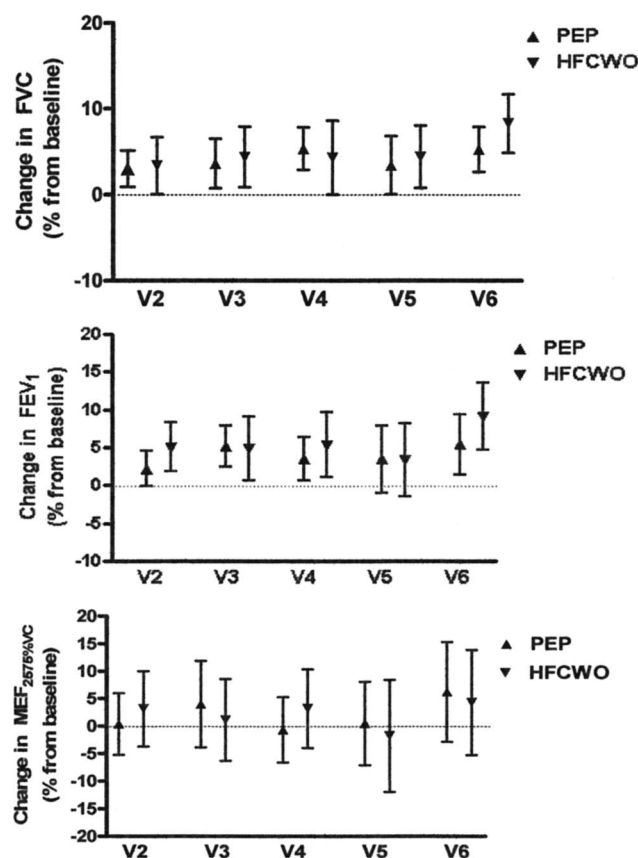 Change in FVC
(% from baseline)
20
10
0
-10
PEP
HFCWO
V2 V3 V4 V5 V6
Change in FEV1
(% from baseline)
20
15
10
5
0
-5
-10
PEP
HFCWO
V2 V3 V4 V5 V6
Change in MEF2575%VC
(% from baseline)
20
15
10
5
0
-5
-10
-15
-20
PEP
HFCWO
V2 V3 V4 V5 V6